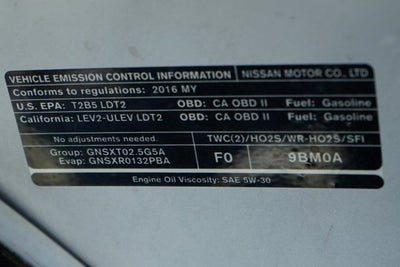 VEHICLE EMISSION CONTROL INFORMATION NISSAN MOTOR CO., LTD
Conforms to regulations: 2016 MY
U.S. EPA: T2B5 LDT2 OBD: CA OBD II Fuel: Gasoline
California: LEV2-ULEV LDT2 OBD: CA OBD II Fuel: Gasoline
No adjustments needed. TWC(2)/HO2S/WR-HO2S/SFI
Group: GNSXT02.5G5A
Evap: GNSXR0132PBA F0 9BM0A
Engine Oil Viscosity: SAE 5W-30